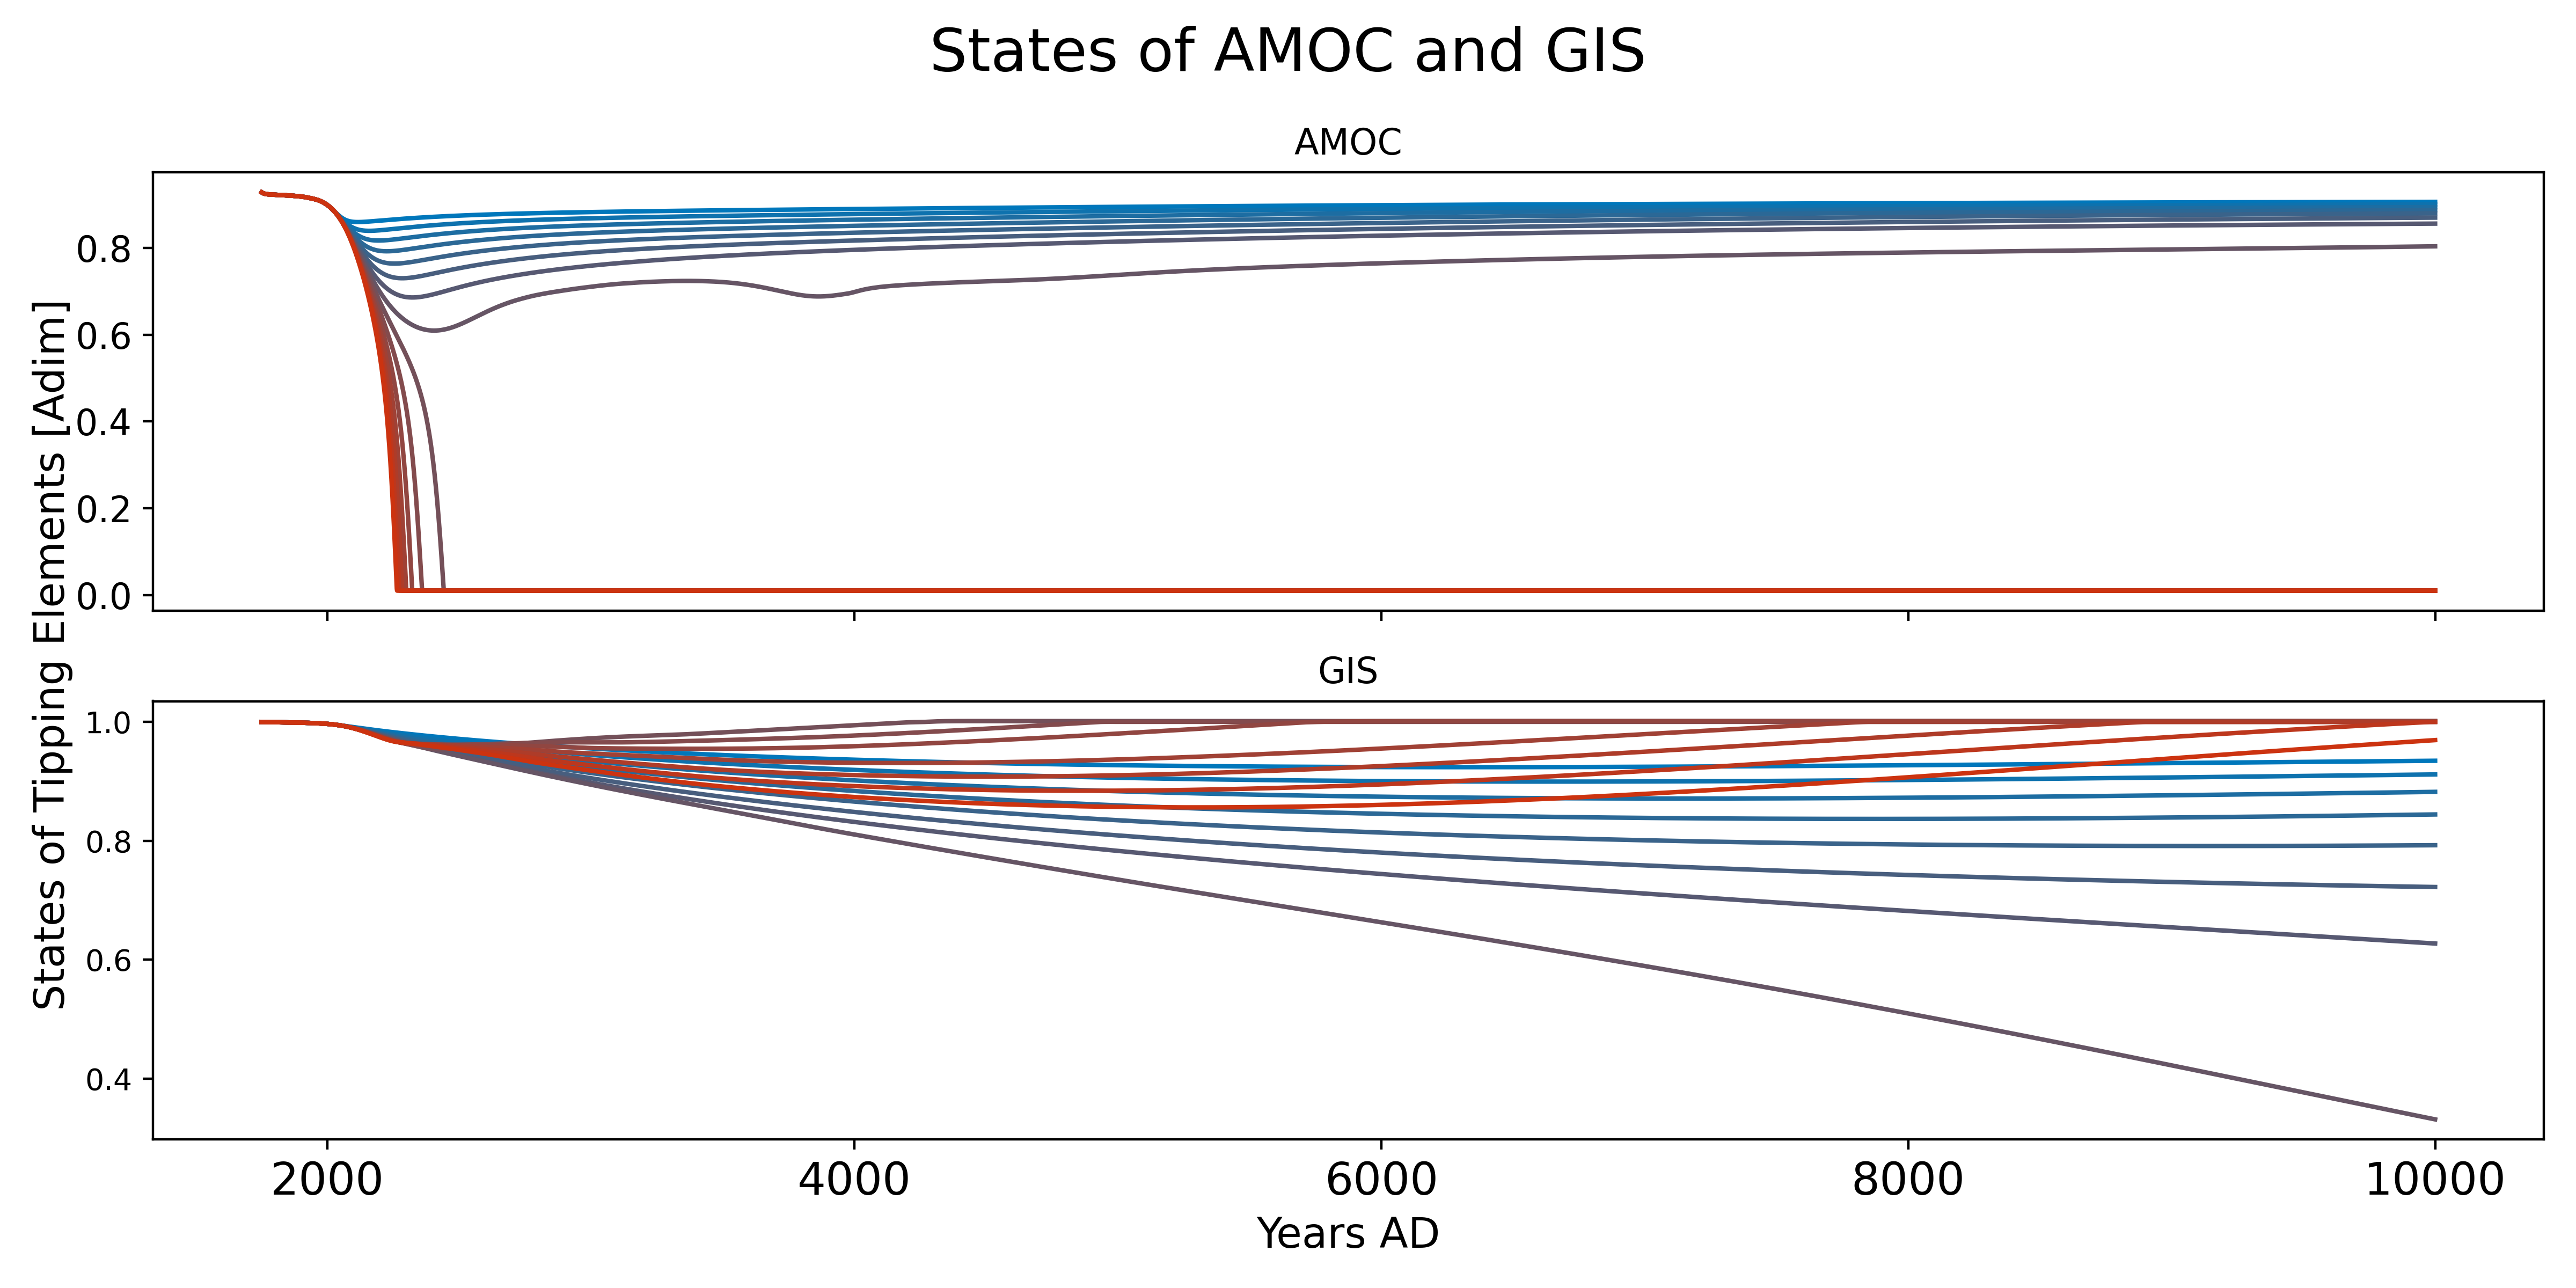 States of AMOC and GIS
AMOC
0.8
0.6
0.4
0.2
0.0
States of Tipping Elements [Adim]
GIS
1.0
0.8
0.6
0.4
2000 4000 6000 8000 10000
Years AD